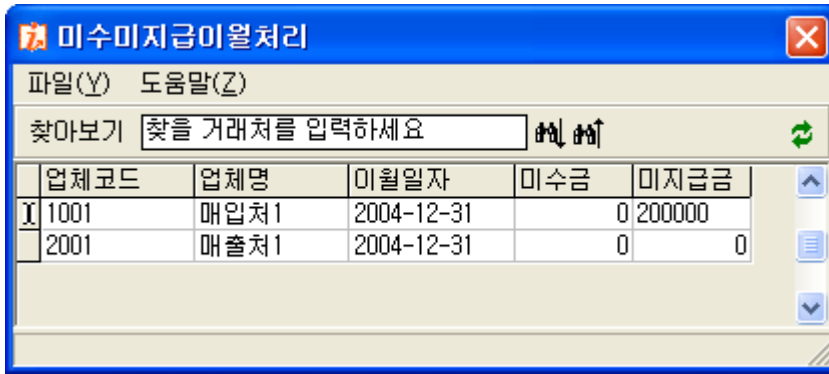 미수미지급이월처리
파일(Y) 도움말(Z)
찾아보기 찾을 거래처를 입력하세요
업체코드 업체명 이월일자 미수금 미지급금
1001 매입처1 2004-12-31 0 200000
2001 매출처1 2004-12-31 0 0